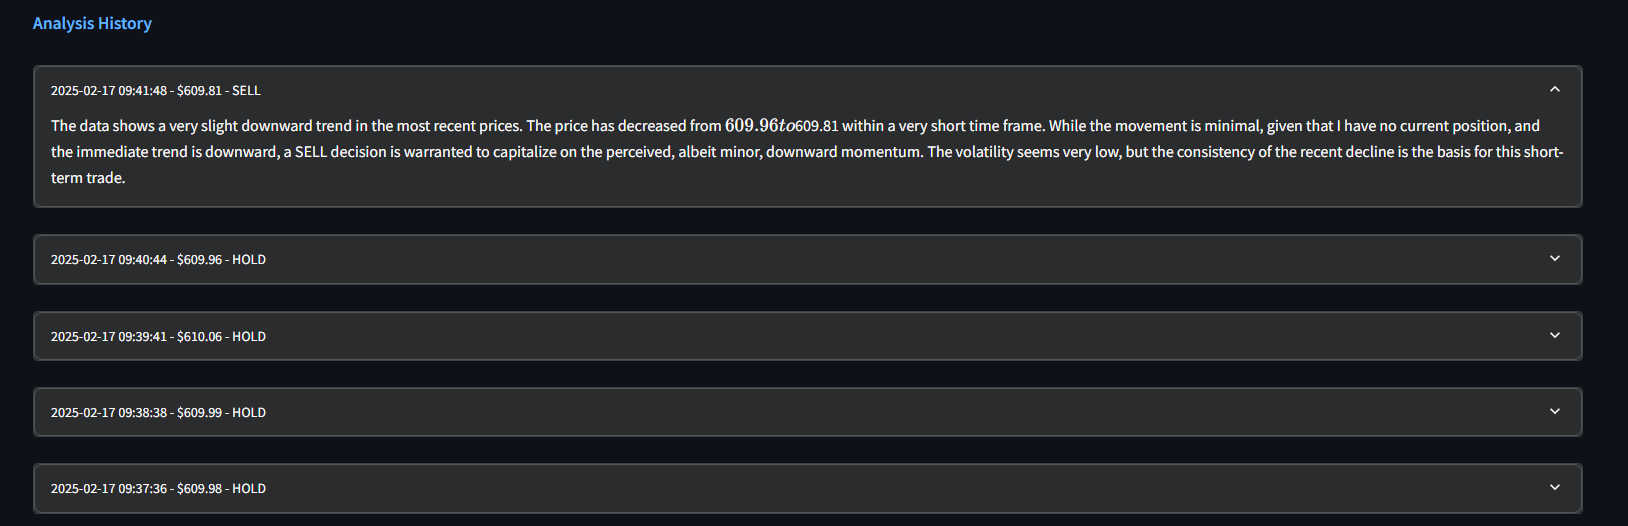 Analysis History
2025-02-17 09:41:48 - $609.81 - SELL
The data shows a very slight downward trend in the most recent prices. The price has decreased from 609.96to609.81 within a very short time frame. While the movement is minimal, given that I have no current position, and
the immediate trend is downward, a SELL decision is warranted to capitalize on the perceived, albeit minor, downward momentum. The volatility seems very low, but the consistency of the recent decline is the basis for this short-
term trade.
2025-02-17 09:40:44 - $609.96 - HOLD
2025-02-17 09:39:41 - $610.06 - HOLD
2025-02-17 09:38:38 - $609.99 - HOLD
2025-02-17 09:37:36 - $609.98 - HOLD